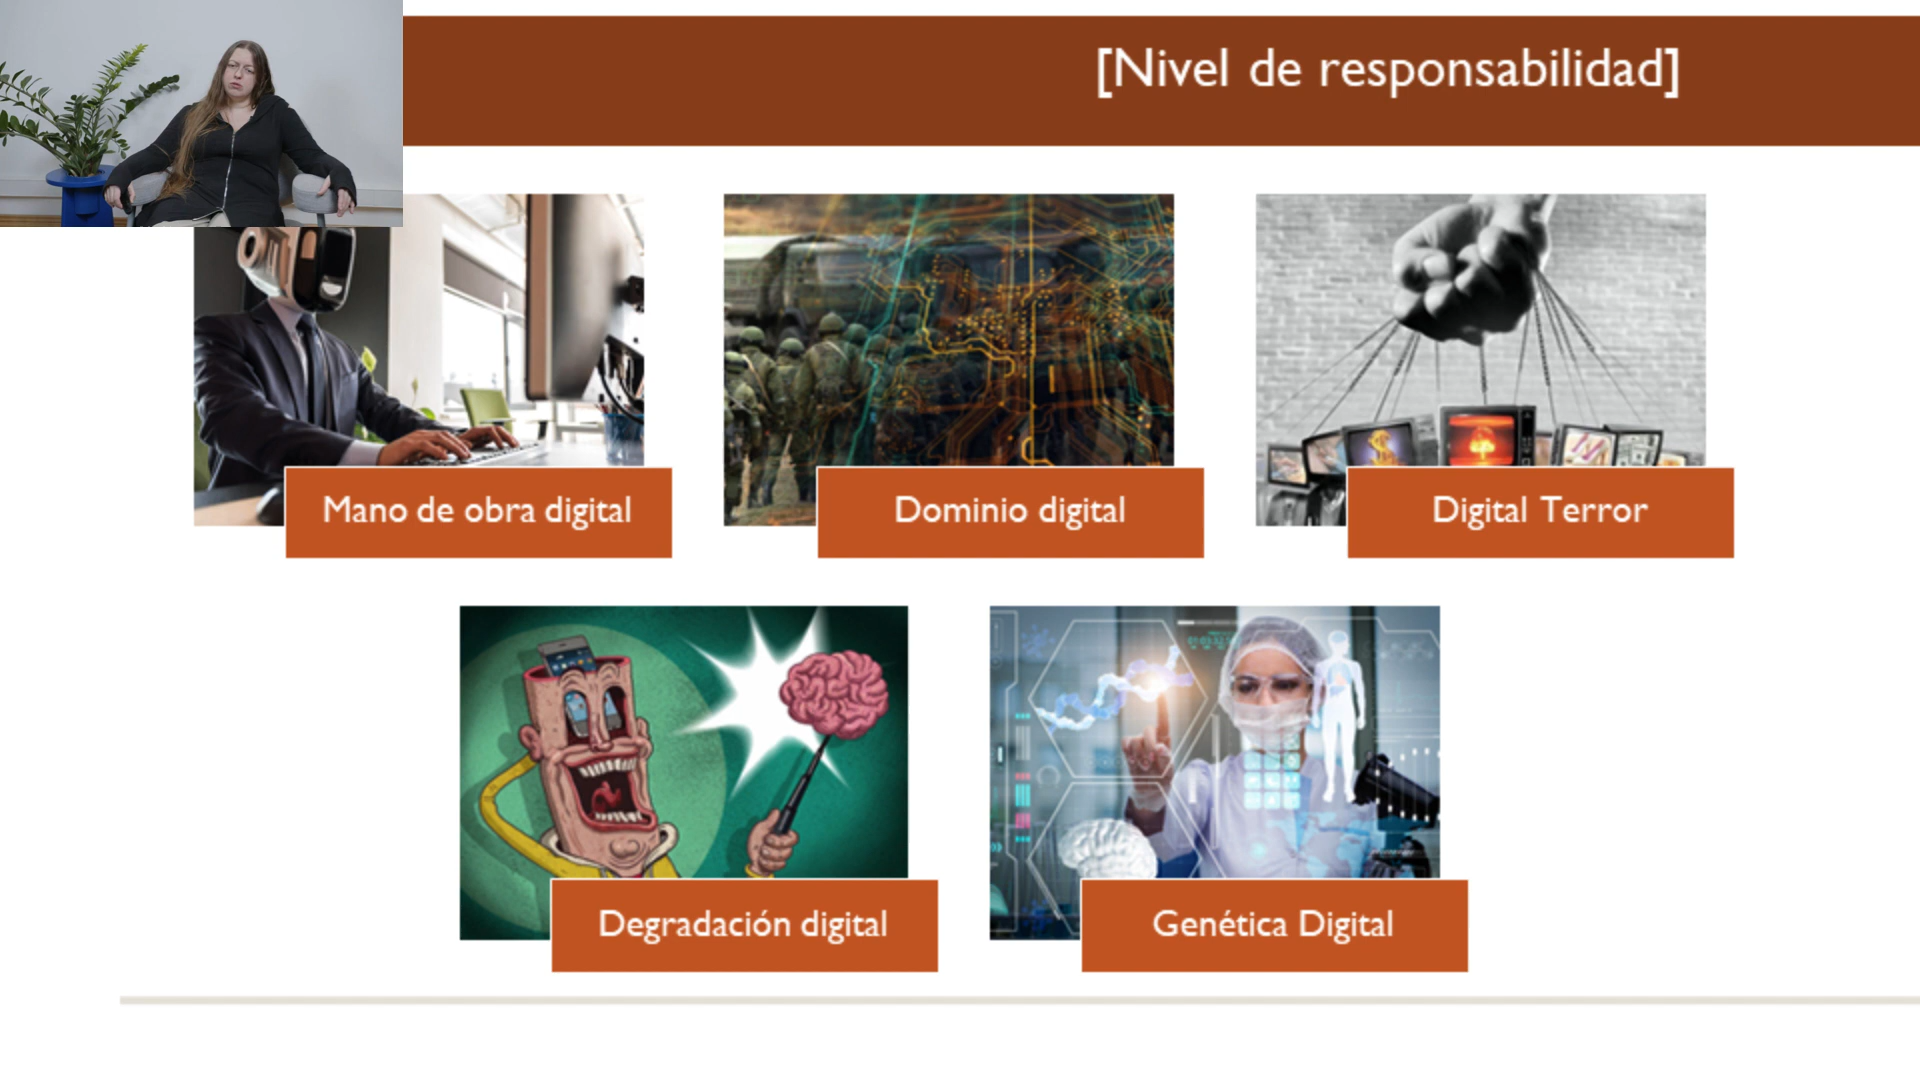 [Nivel de responsabilidad]
Mano de obra digital
Dominio digital
Digital Terror
Degradación digital
Genética Digital